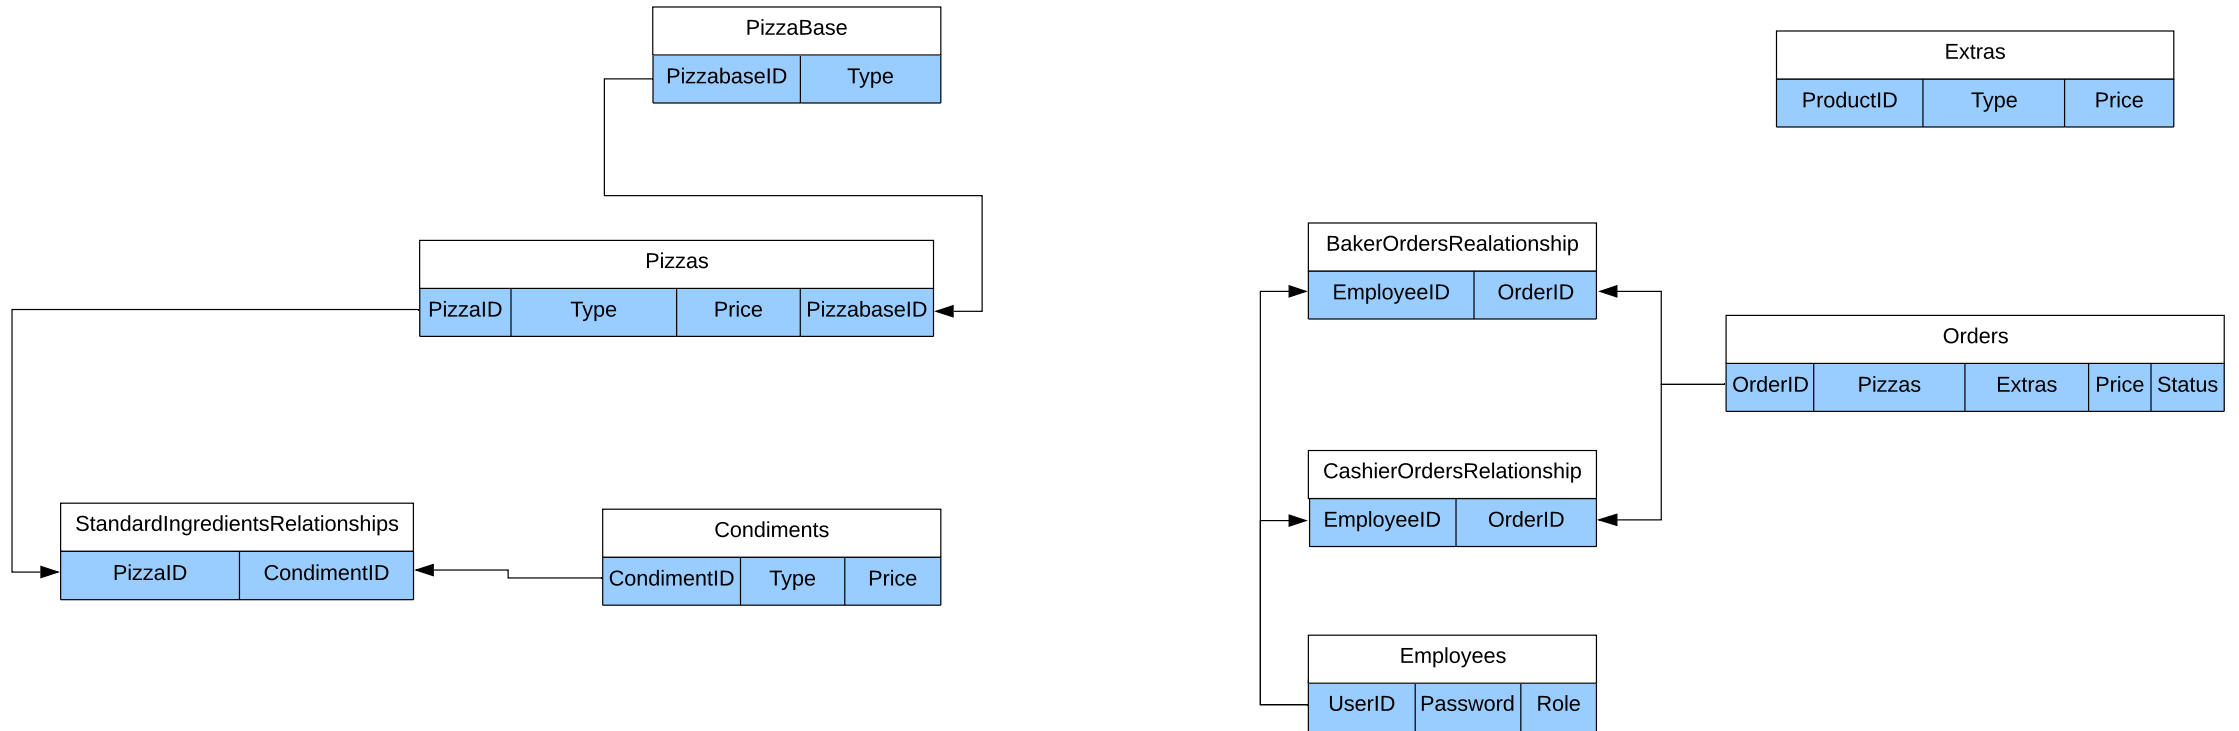 PizzaBase
PizzabaseID Type
Extras
ProductID Type Price
Pizzas
PizzaID Type Price PizzabaseID
BakerOrdersRealationship
EmployeeID OrderID
Orders
OrderID Pizzas Extras Price Status
CashierOrdersRelationship
EmployeeID OrderID
StandardIngredientsRelationships
PizzaID CondimentID
Condiments
CondimentID Type Price
Employees
UserID Password Role